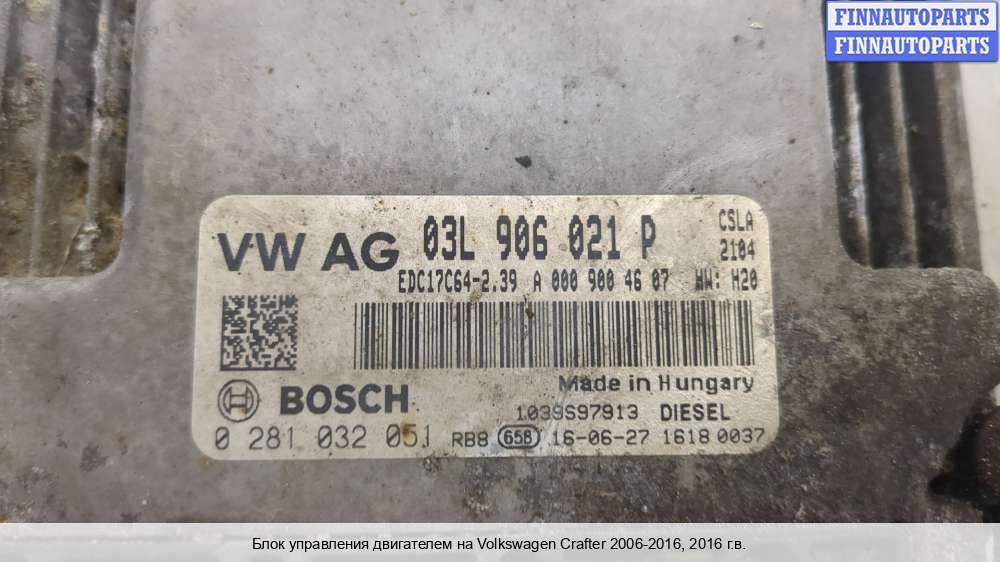 FINNAUTOPARTS
FINNAUTOPARTS
VW AG 03L 906 021 P CSLA
2104
EDC17C64-2.39 A 000 900 46 07 HW: H20
Made in Hungary
BOSCH 1039S97913 DIESEL
0 281 032 051 RB8 658 16-06-27 1618 0037
Блок управления двигателем на Volkswagen Crafter 2006-2016, 2016 г.в.